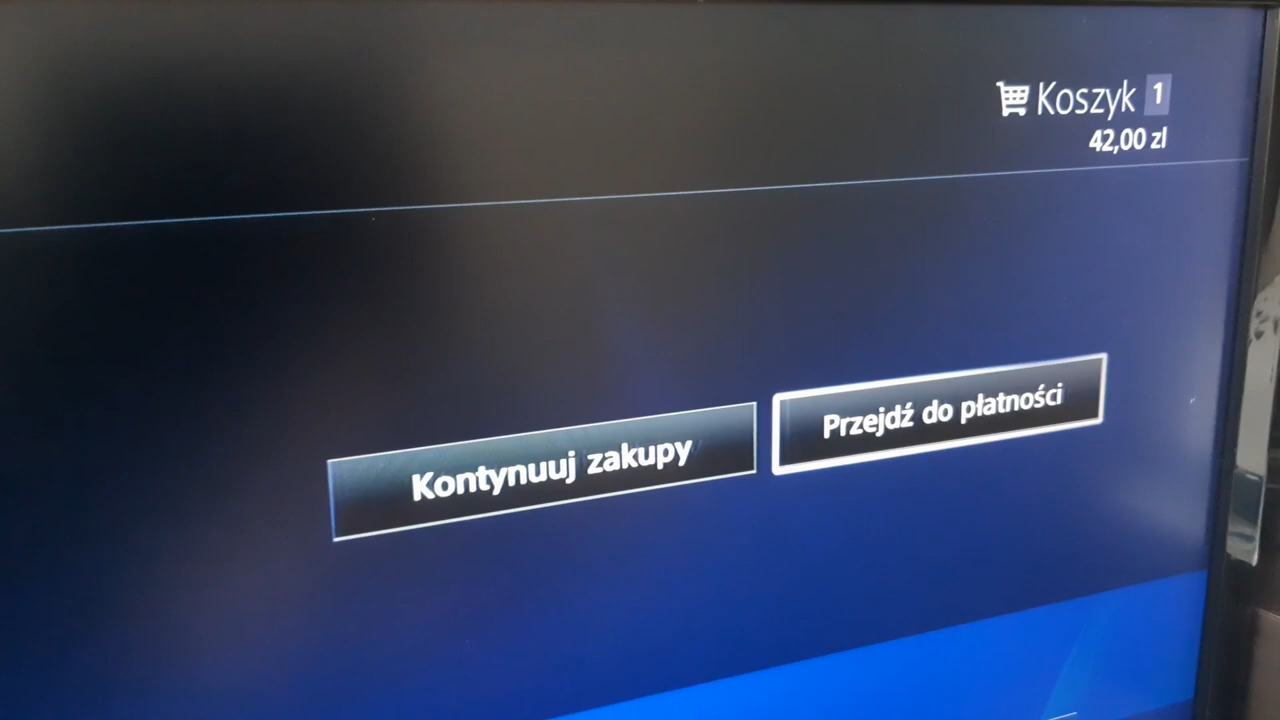 Koszyk 1
42,00 zl
Kontynuuj zakupy
Przejdź do płatności